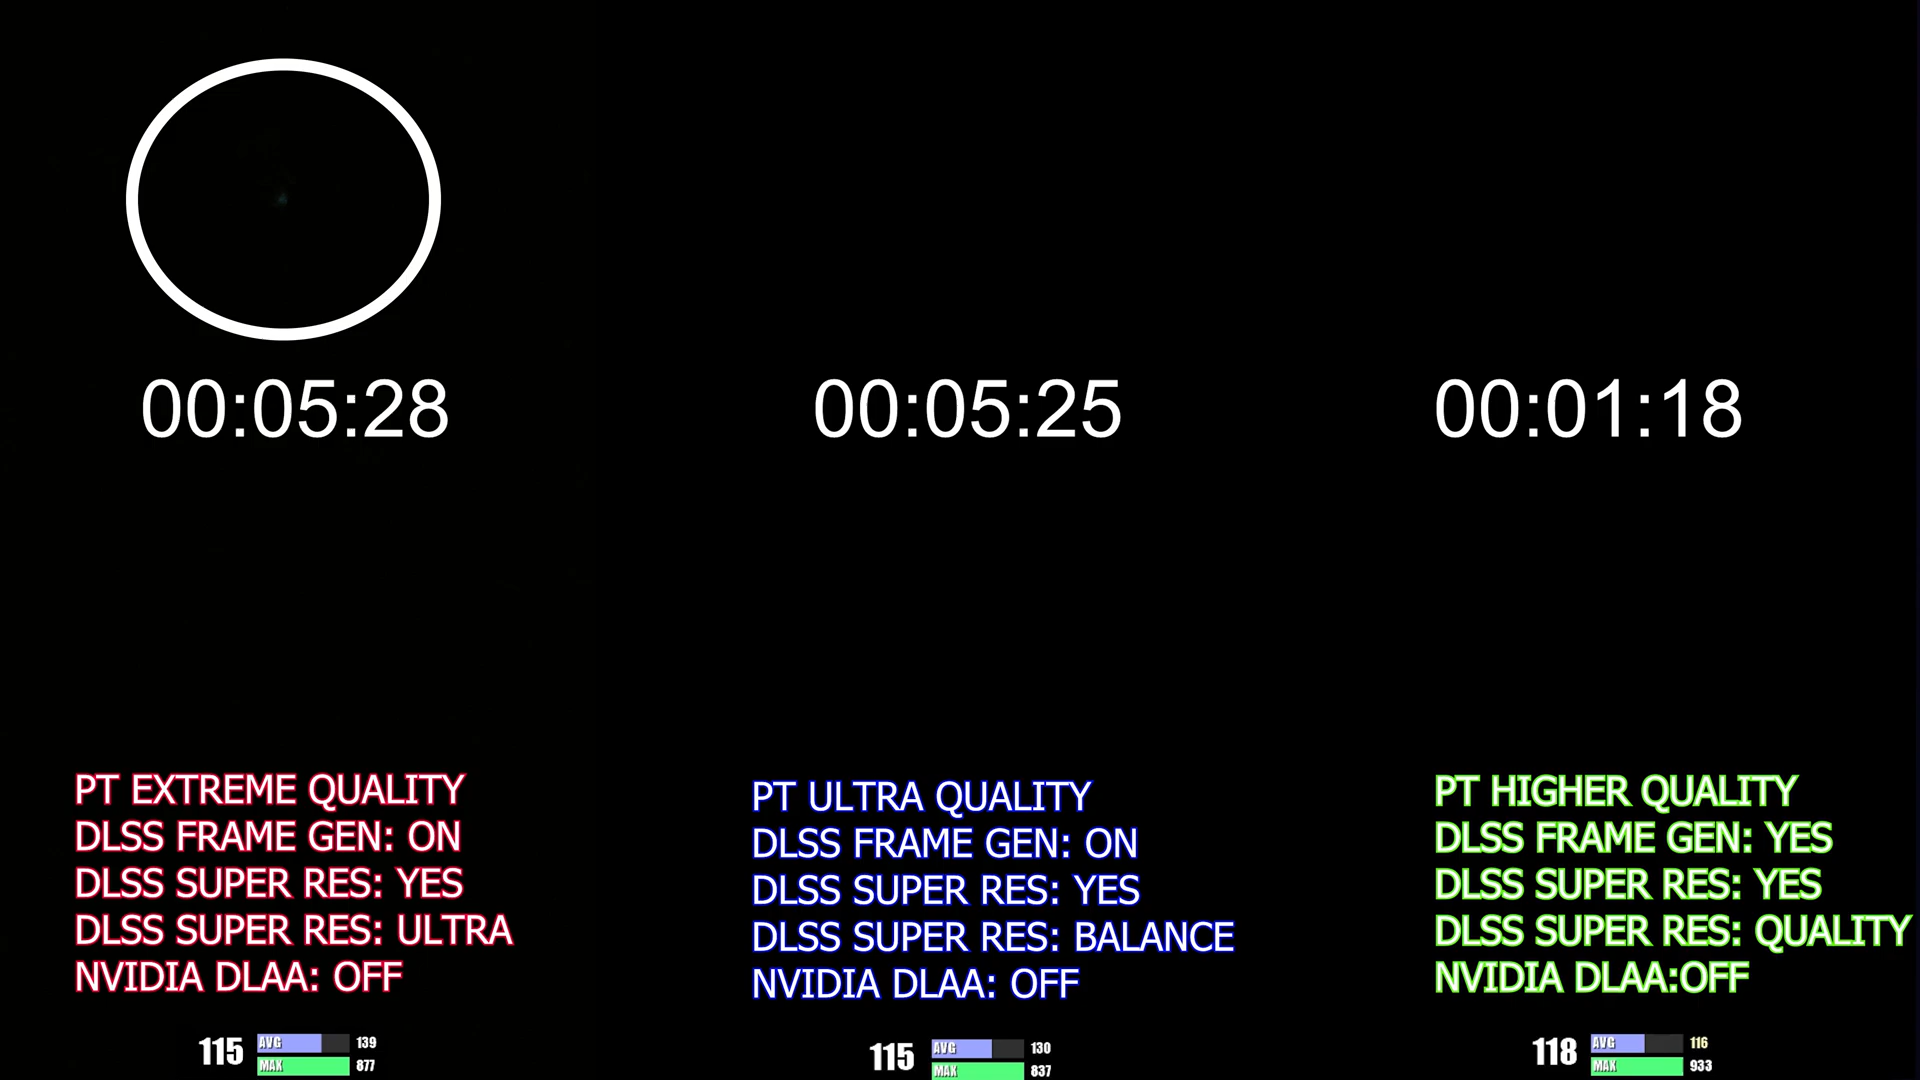 00:05:28
00:05:25
00:01:18
PT EXTREME QUALITY
DLSS FRAME GEN: ON
DLSS SUPER RES: YES
DLSS SUPER RES: ULTRA
NVIDIA DLAA: OFF
115 AVG 139
MAX 877
PT ULTRA QUALITY
DLSS FRAME GEN: ON
DLSS SUPER RES: YES
DLSS SUPER RES: BALANCE
NVIDIA DLAA: OFF
115 AVG 130
MAX 837
PT HIGHER QUALITY
DLSS FRAME GEN: YES
DLSS SUPER RES: YES
DLSS SUPER RES: QUALITY
NVIDIA DLAA:OFF
118 AVG 116
MAX 933